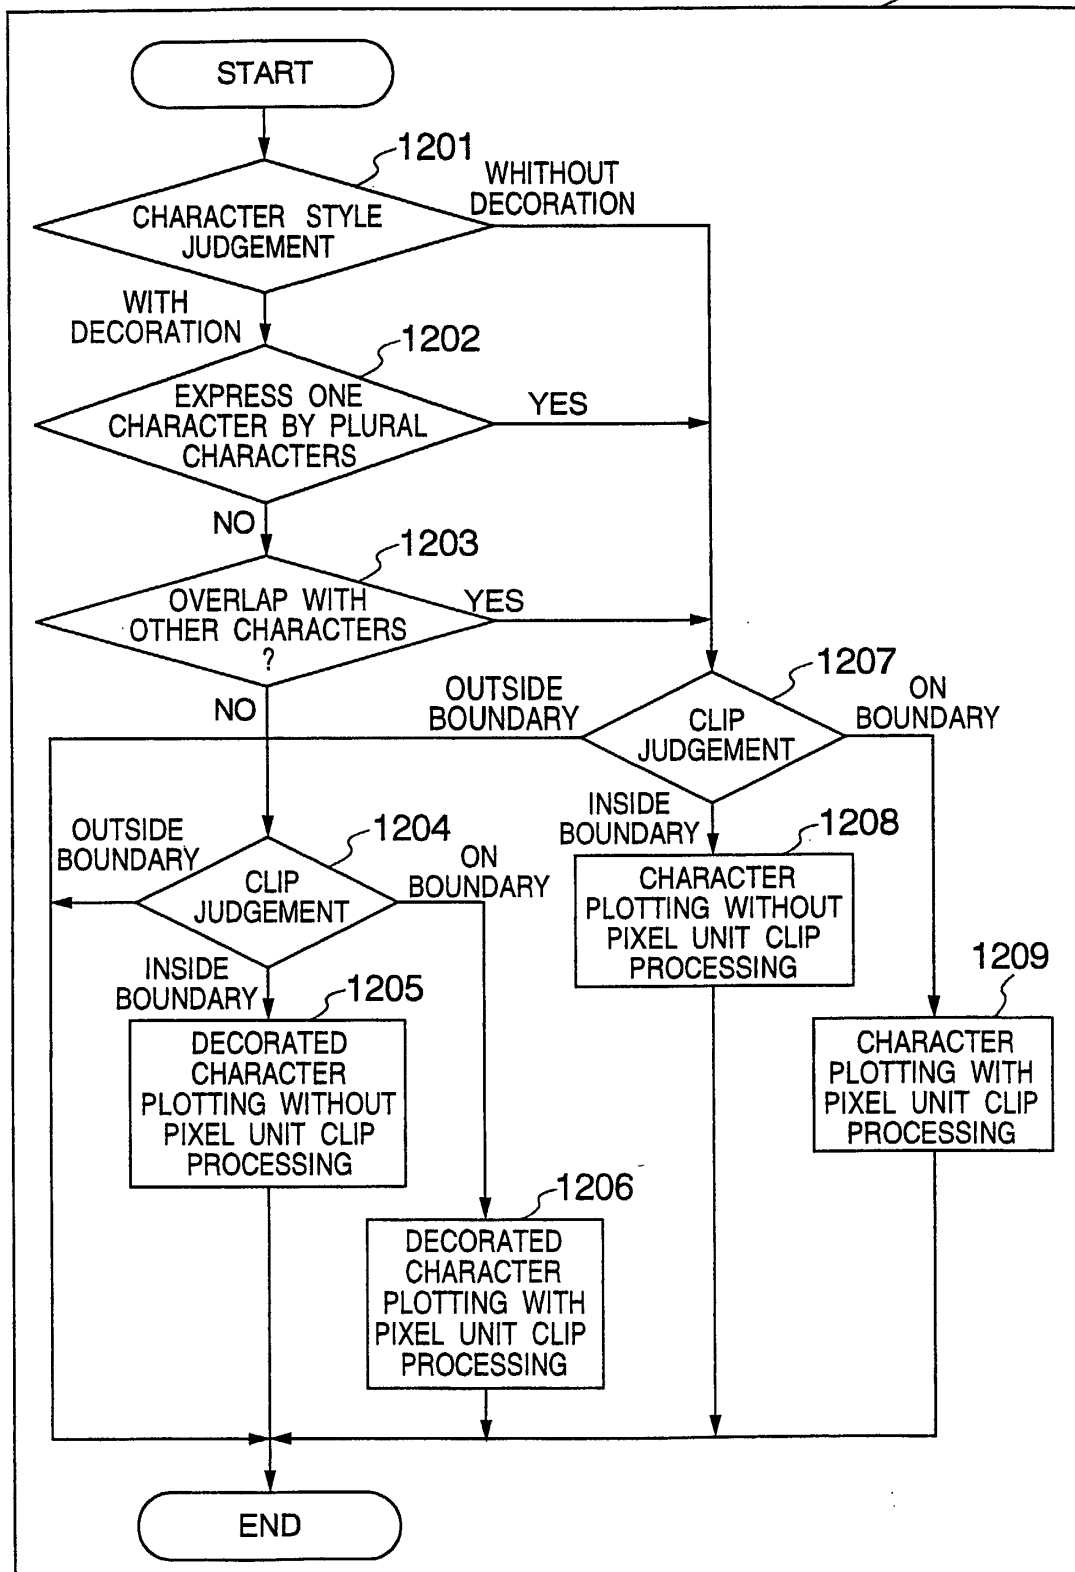 START
1201
WHITHOUT
DECORATION
CHARACTER STYLE
JUDGEMENT
WITH
DECORATION
1202
EXPRESS ONE
CHARACTER BY PLURAL
CHARACTERS
YES
NO
1203
OVERLAP WITH
OTHER CHARACTERS
?
YES
NO
1207
OUTSIDE
BOUNDARY
CLIP
JUDGEMENT
ON
BOUNDARY
INSIDE
BOUNDARY
1208
CHARACTER
PLOTTING WITHOUT
PIXEL UNIT CLIP
PROCESSING
1209
CHARACTER
PLOTTING WITH
PIXEL UNIT CLIP
PROCESSING
OUTSIDE
BOUNDARY
1204
CLIP
JUDGEMENT
ON
BOUNDARY
INSIDE
BOUNDARY
1205
DECORATED
CHARACTER
PLOTTING WITHOUT
PIXEL UNIT CLIP
PROCESSING
1206
DECORATED
CHARACTER
PLOTTING WITH
PIXEL UNIT CLIP
PROCESSING
END